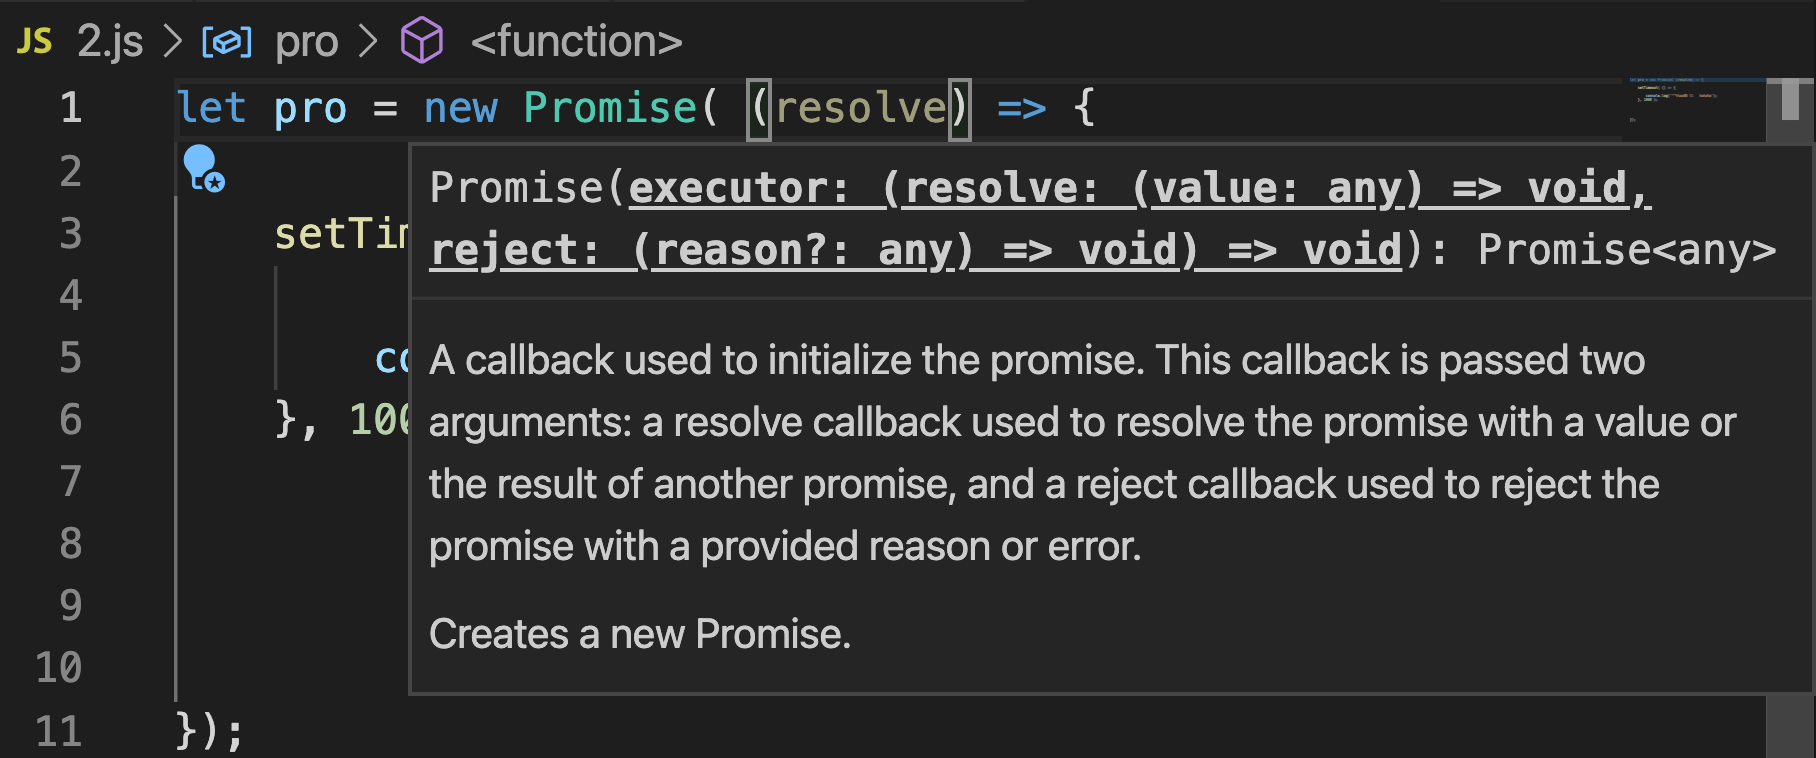 JS 2.js > pro > <function>
1 let pro = new Promise( (resolve) => {
2
Promise(executor: (resolve: (value: any) => void,
3 setTim
reject: (reason?: any) => void) => void): Promise<any>
4
5 co
A callback used to initialize the promise. This callback is passed two
6 }, 100
arguments: a resolve callback used to resolve the promise with a value or
7
the result of another promise, and a reject callback used to reject the
8
promise with a provided reason or error.
9
10
Creates a new Promise.
11 });